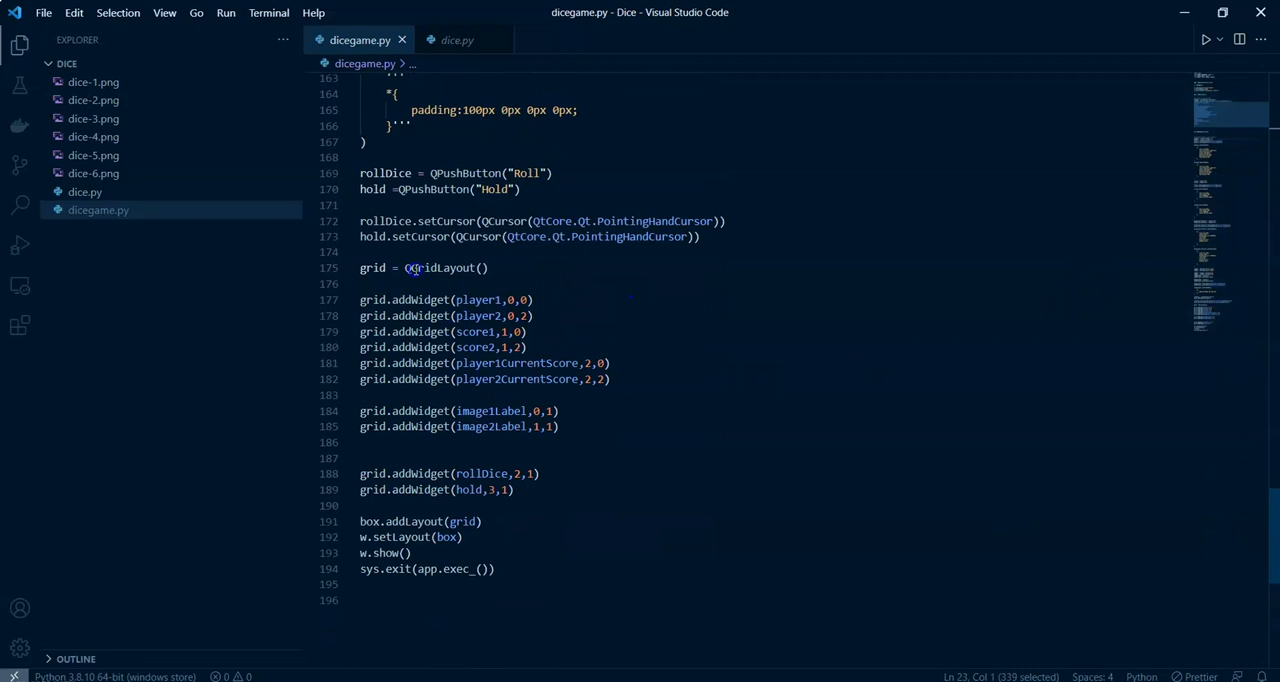 File Edit Selection View Go Run Terminal Help dicegame.py - Dice - Visual Studio Code
EXPLORER ... dicegame.py dice.py
DICE
dicegame.py > ...
dice-1.png
dice-2.png
dice-3.png
dice-4.png
dice-5.png
dice-6.png
dice.py
dicegame.py
163 '''
164 *{
165 padding:100px 0px 0px 0px;
166 }'''
167 )
168
169 rollDice = QPushButton("Roll")
170 hold =QPushButton("Hold")
171
172 rollDice.setCursor(QCursor(QtCore.Qt.PointingHandCursor))
173 hold.setCursor(QCursor(QtCore.Qt.PointingHandCursor))
174
175 grid = QGridLayout()
176
177 grid.addWidget(player1,0,0)
178 grid.addWidget(player2,0,2)
179 grid.addWidget(score1,1,0)
180 grid.addWidget(score2,1,2)
181 grid.addWidget(player1CurrentScore,2,0)
182 grid.addWidget(player2CurrentScore,2,2)
183
184 grid.addWidget(image1Label,0,1)
185 grid.addWidget(image2Label,1,1)
186
187
188 grid.addWidget(rollDice,2,1)
189 grid.addWidget(hold,3,1)
190
191 box.addLayout(grid)
192 w.setLayout(box)
193 w.show()
194 sys.exit(app.exec_())
195
196
OUTLINE
Python 3.8.10 64-bit (windows store) 0 0 Ln 23, Col 1 (339 selected) Spaces: 4 Python Prettier